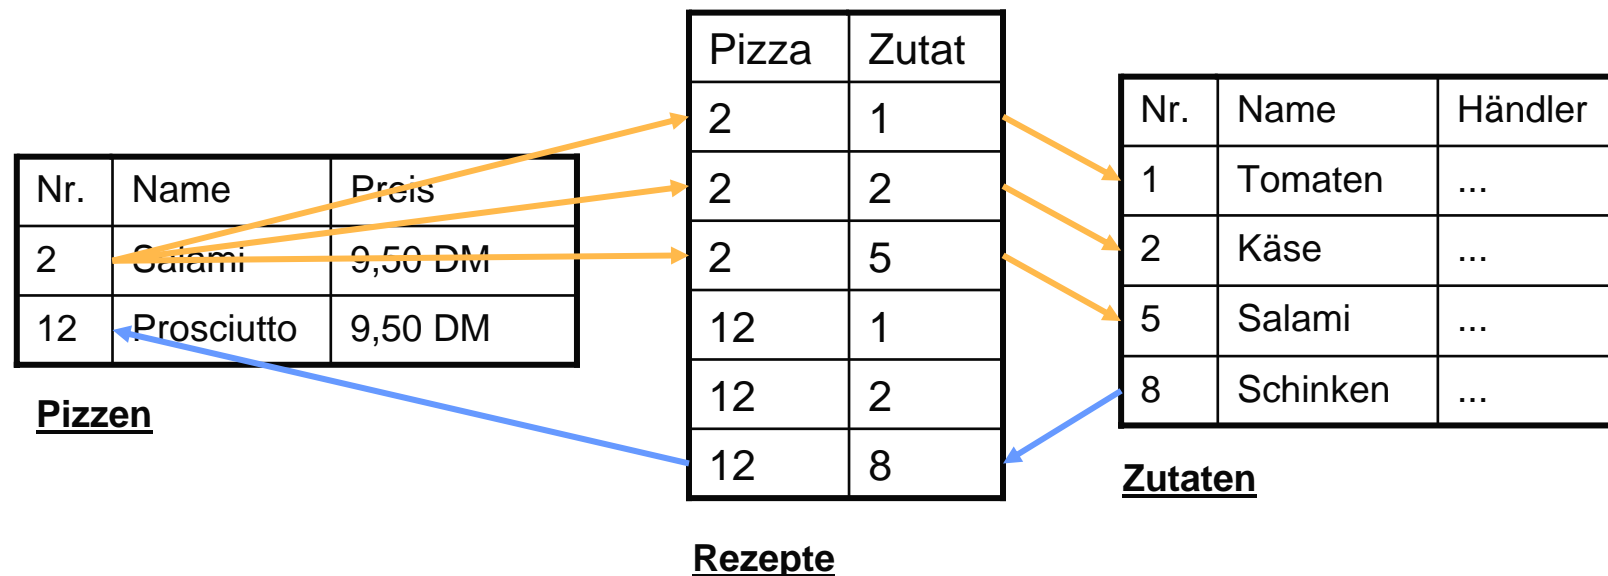 Nr. Name Preis
2 Salami 9,50 DM
12 Prosciutto 9,50 DM
Pizzen
Pizza Zutat
2 1
2 2
2 5
12 1
12 2
12 8
Rezepte
Nr. Name Händler
1 Tomaten ...
2 Käse ...
5 Salami ...
8 Schinken ...
Zutaten